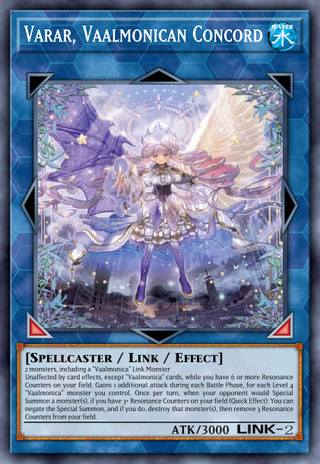 Varar, Vaalmonican Concord
WATER
水
[Spellcaster / Link / Effect]
2 monsters, including a "Vaalmonica" Link Monster
Unaffected by card effects, except "Vaalmonica" cards, while you have 6 or more Resonance
Counters on your field. Gains 1 additional attack during each Battle Phase, for each Level 4
"Vaalmonica" monster you control. Once per turn, when your opponent would Special
Summon a monster(s), if you have 3+ Resonance Counters on your field (Quick Effect): You can
negate the Special Summon, and if you do, destroy that monster(s), then remove 3 Resonance
Counters from your field.
ATK/3000 LINK-2